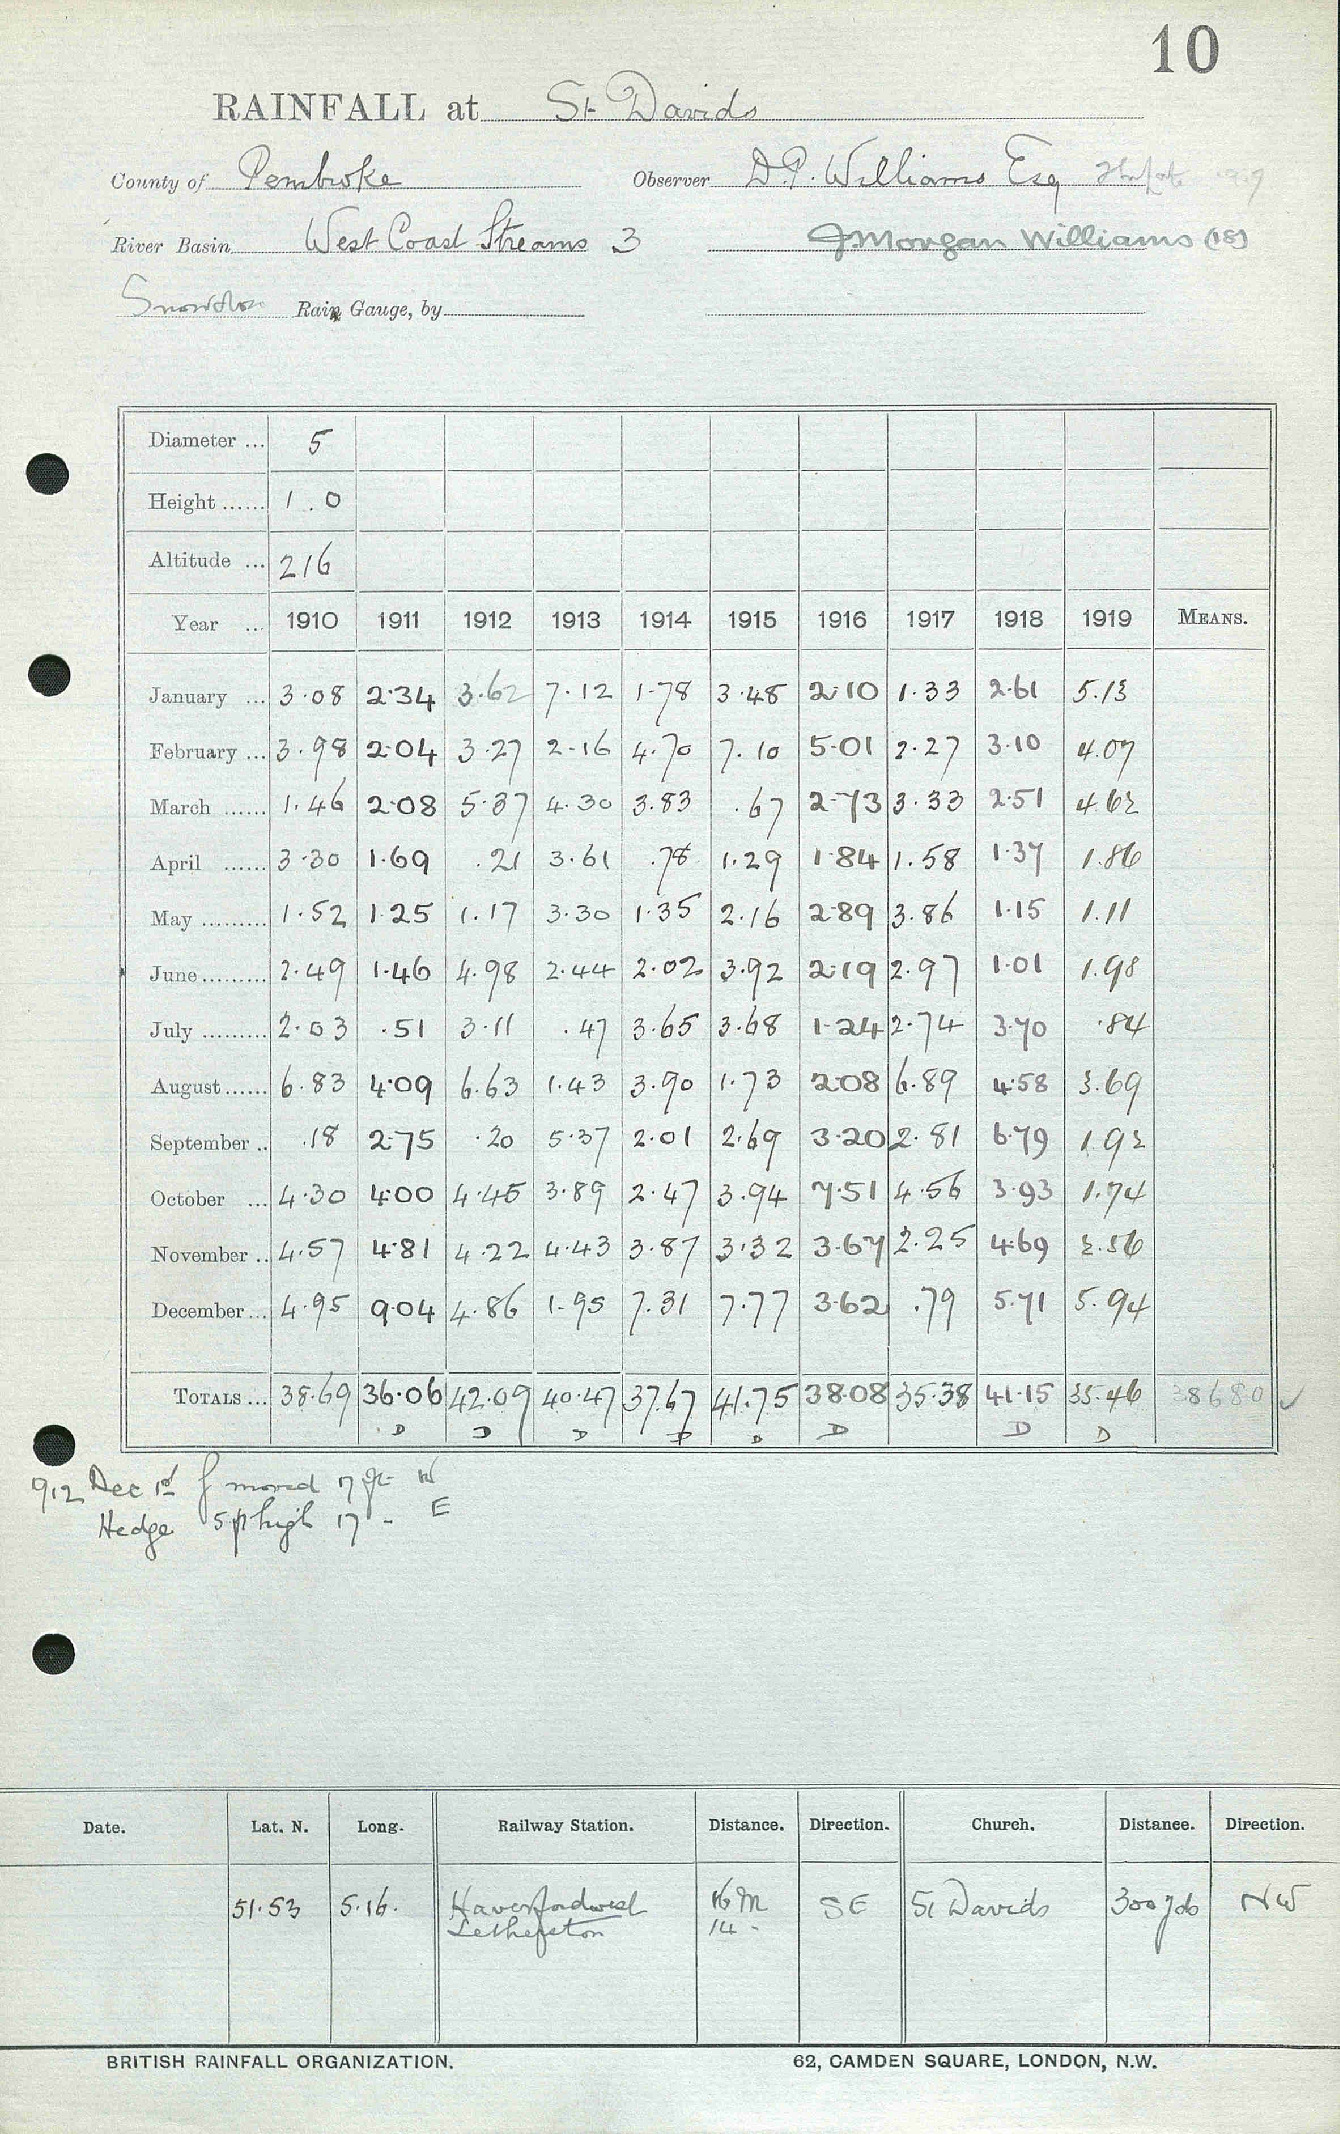 10
RAINFALL at St Davids
County of Pembroke Observer D.P. Williams Esq
River Basin West Coast Streams 3 J Morgan Williams (18)
Snowdon Rain Gauge, by
Diameter ... 5
Height ...... 1.0
Altitude ... 216
Year ... 1910 1911 1912 1913 1914 1915 1916 1917 1918 1919 MEANS.
January ... 3.08 2.34 3.62 7.12 1.78 3.48 2.10 1.33 2.61 5.13
February ... 3.98 2.04 3.27 2.16 4.70 7.10 5.01 2.27 3.10 4.07
March ...... 1.46 2.08 5.37 4.30 3.83 .67 2.73 3.33 2.51 4.62
April ...... 3.30 1.69 .21 3.61 .78 1.29 1.84 1.58 1.37 1.86
May ......... 1.52 1.25 1.17 3.30 1.35 2.16 2.89 3.86 1.15 1.11
June ......... 2.49 1.46 4.98 2.44 2.02 3.92 2.19 2.97 1.01 1.98
July ......... 2.03 .51 3.11 .47 3.65 3.68 1.24 2.74 3.70 .84
August ...... 6.83 4.09 6.63 1.43 3.90 1.73 2.08 6.89 4.58 3.69
September .. .18 2.75 .20 5.37 2.01 2.69 3.20 2.81 6.79 1.92
October ... 4.30 4.00 4.45 3.89 2.47 3.94 7.51 4.56 3.93 1.74
November .. 4.57 4.81 4.22 4.43 3.87 3.32 3.67 2.25 4.69 2.56
December ... 4.95 9.04 4.86 1.95 7.31 7.77 3.62 .79 5.71 5.94
TOTALS ... 38.69 36.06 42.09 40.47 37.67 41.75 38.08 35.38 41.15 35.46 38680 ✓
D D D D D D D D
912 Dec 1st moved 17 ft W
Hedge 5ft high 17 - E
Date. Lat. N. Long. Railway Station. Distance. Direction. Church. Distance. Direction.
51.53 5.16. Haverfordwest 16 M SE St Davids 300 yds NW
Letherston 14 -
BRITISH RAINFALL ORGANIZATION. 62, CAMDEN SQUARE, LONDON, N.W.